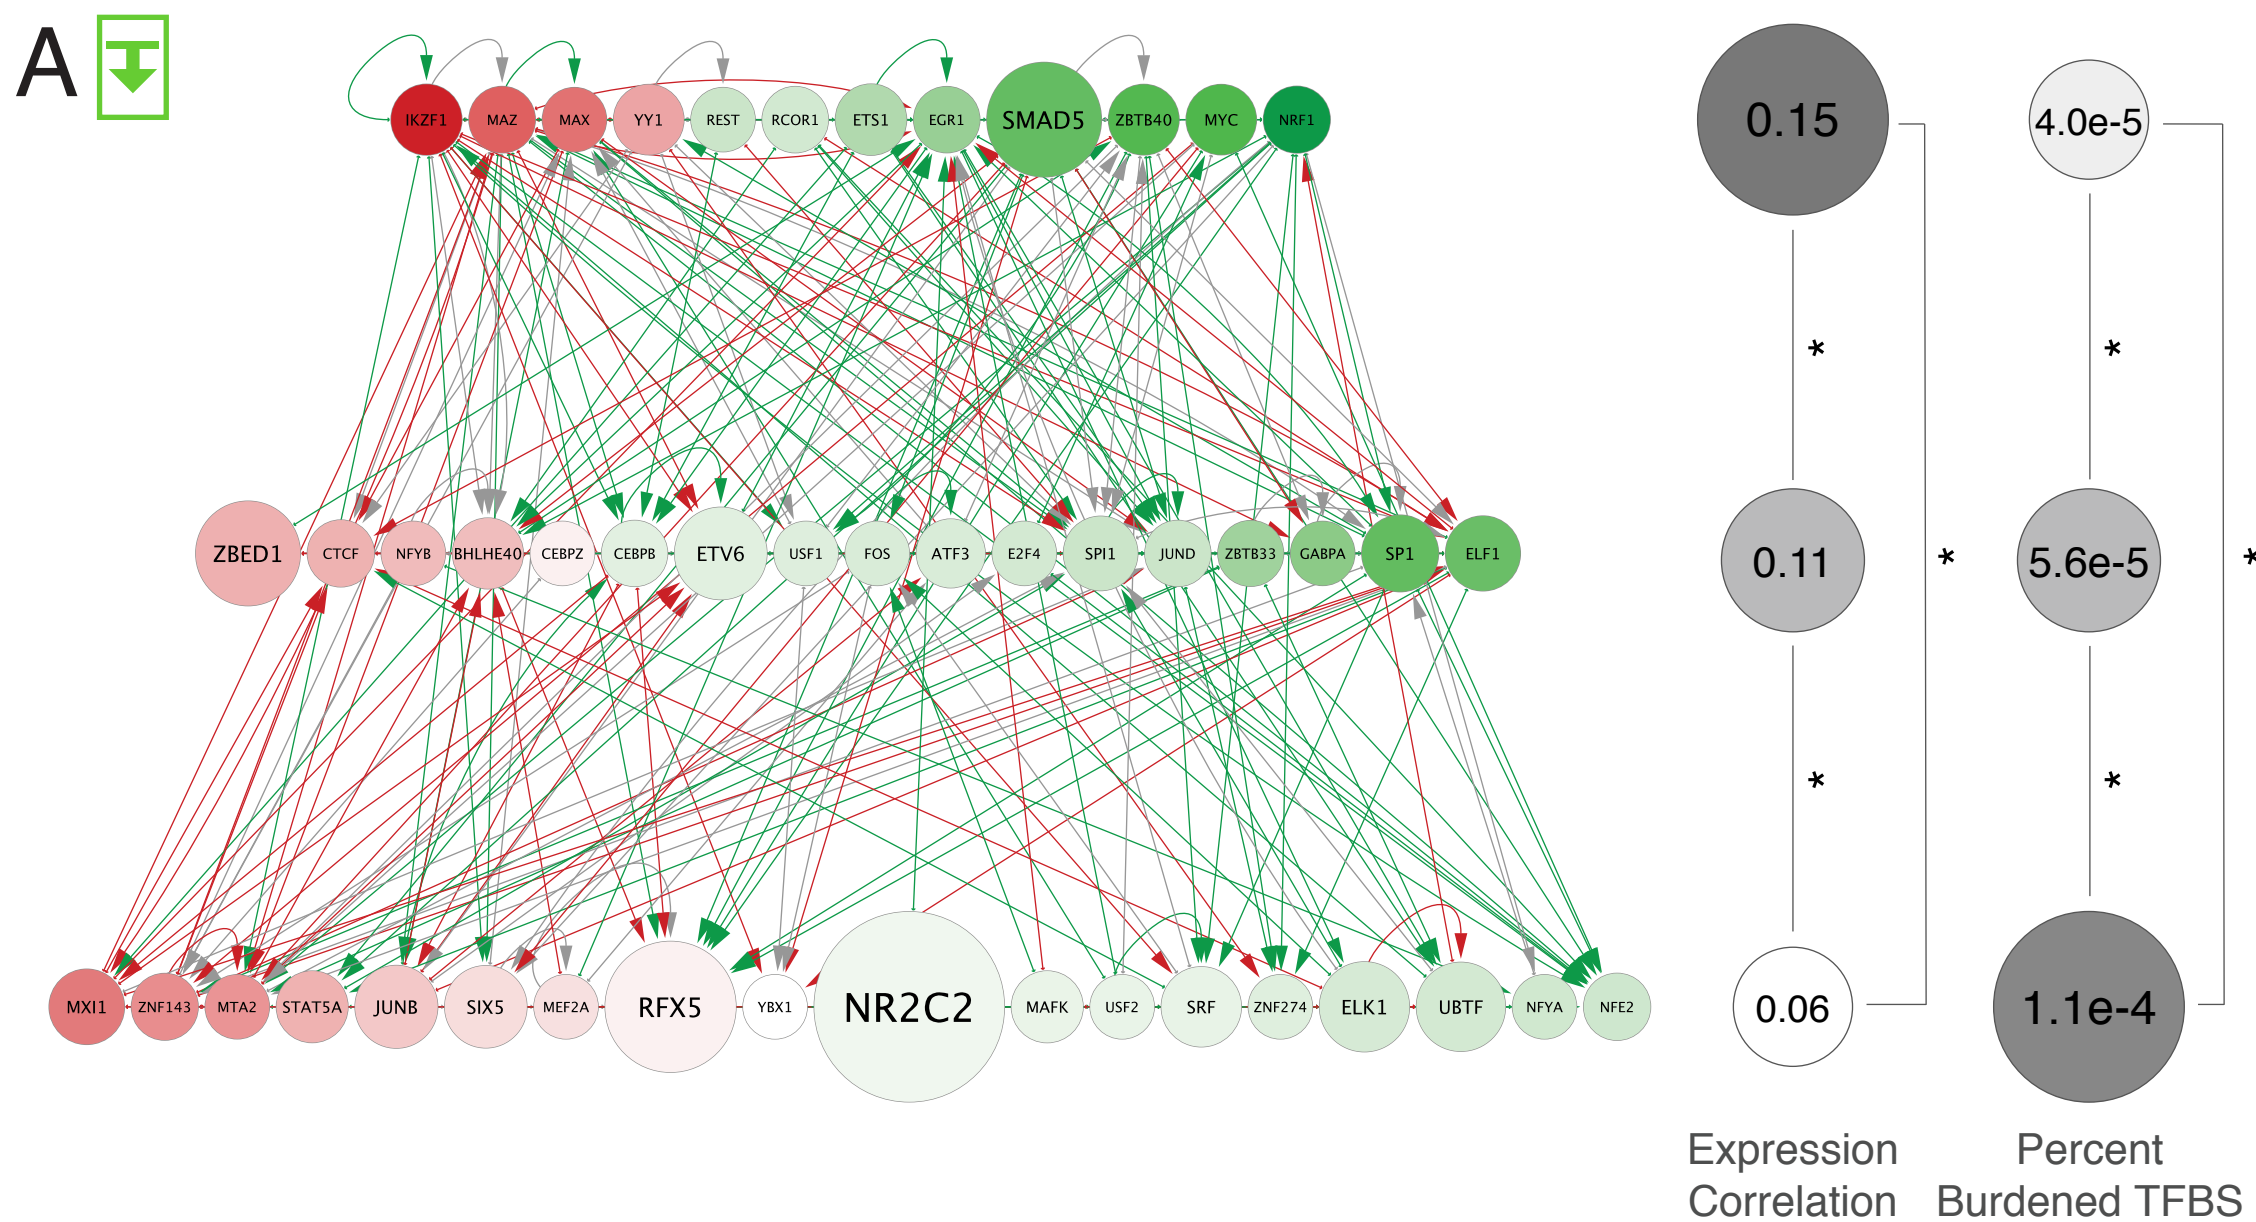 A
IKZF1 MAZ MAX YY1 REST RCOR1 ETS1 EGR1 SMAD5 ZBTB40 MYC NRF1
0.15 4.0e-5
* *
ZBED1 CTCF NFYB BHLHE40 CEBPZ CEBPB ETV6 USF1 FOS ATF3 E2F4 SPI1 JUND ZBTB33 GABPA SP1 ELF1
0.11 * 5.6e-5 *
* *
MXI1 ZNF143 MTA2 STAT5A JUNB SIX5 MEF2A RFX5 YBX1 NR2C2 MAFK USF2 SRF ZNF274 ELK1 UBTF NFYA NFE2
0.06 1.1e-4
Expression Percent
Correlation Burdened TFBS